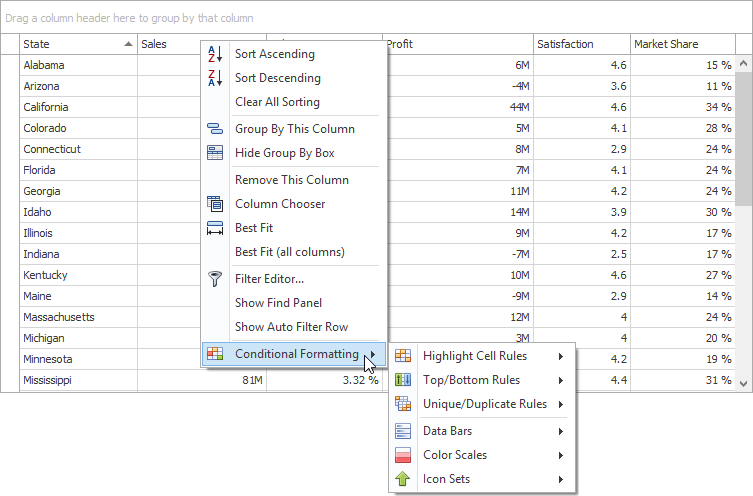 Drag a column header here to group by that column
State Sales Profit Satisfaction Market Share
Alabama 6M 4.6 15 %
Arizona -4M 3.6 11 %
California 44M 4.6 34 %
Colorado 5M 4.1 28 %
Connecticut 8M 2.9 24 %
Florida 7M 4.1 24 %
Georgia 11M 4.2 24 %
Idaho 14M 3.9 30 %
Illinois 9M 4.2 17 %
Indiana -7M 2.5 17 %
Kentucky 10M 4.6 27 %
Maine -9M 2.9 14 %
Massachusetts 12M 4 24 %
Michigan 3M 4 20 %
Minnesota 4.2 19 %
Mississippi 81M 3.32 % 4.4 31 %
Sort Ascending
Sort Descending
Clear All Sorting
Group By This Column
Hide Group By Box
Remove This Column
Column Chooser
Best Fit
Best Fit (all columns)
Filter Editor...
Show Find Panel
Show Auto Filter Row
Conditional Formatting
Highlight Cell Rules
Top/Bottom Rules
Unique/Duplicate Rules
Data Bars
Color Scales
Icon Sets